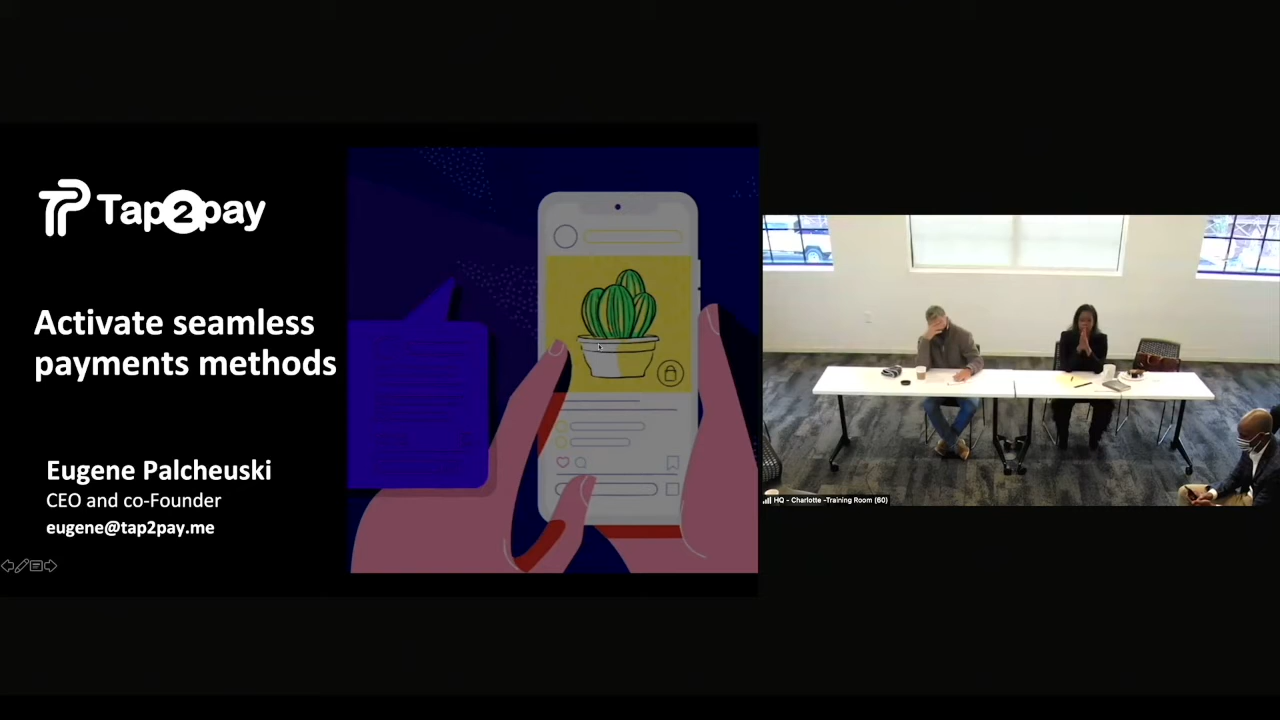 Tap2pay
Activate seamless
payments methods
Eugene Palcheuski
CEO and co-Founder
eugene@tap2pay.me
HQ - Charlotte -Training Room (60)